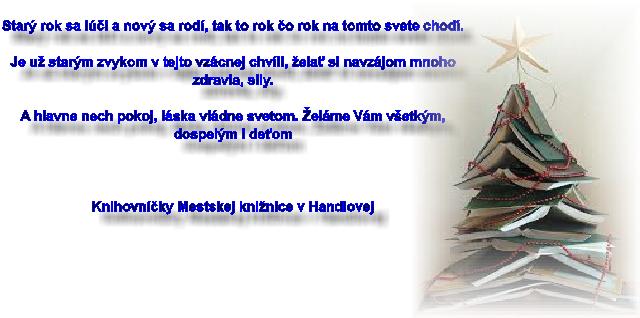 Starý rok sa lúči a nový sa rodí, tak to rok čo rok na tomto svete chodí.
Je už starým zvykom v tejto vzácnej chvíli, želať si navzájom mnoho
zdravia, sily.
A hlavne nech pokoj, láska vládne svetom. Želáme Vám všetkým,
dospelým i deťom
Knihovníčky Mestskej knižnice v Handlovej